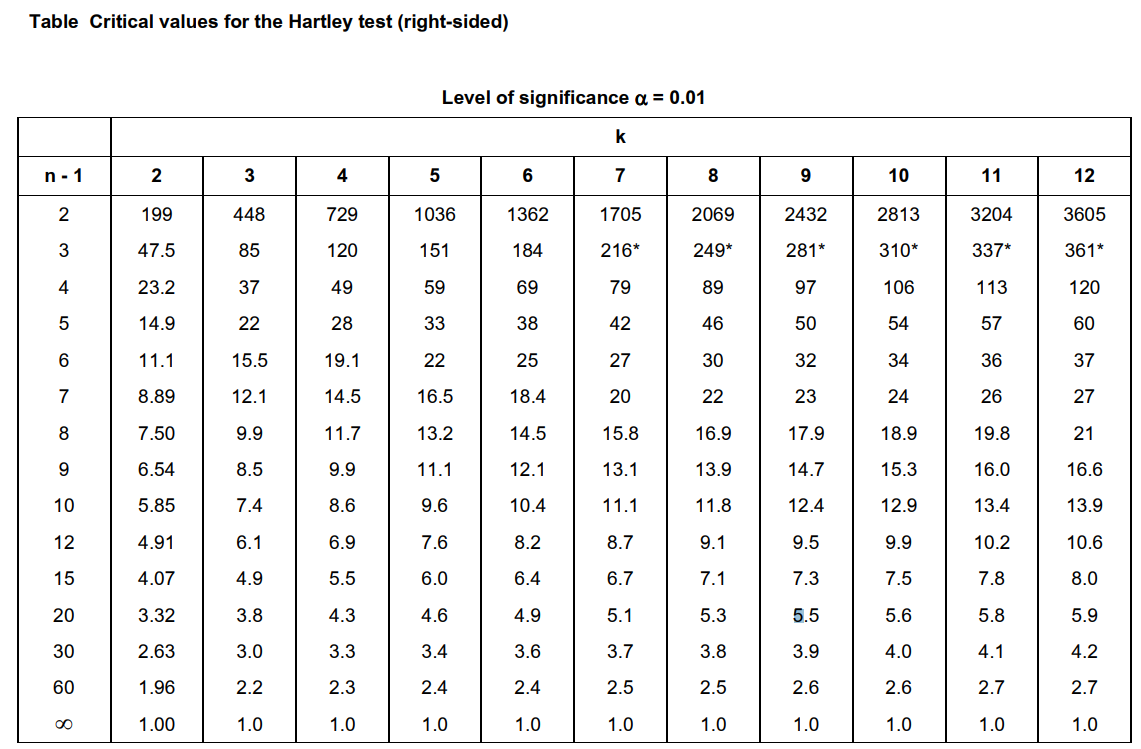 Table Critical values for the Hartley test (right-sided)
Level of significance α = 0.01
k
n - 1 2 3 4 5 6 7 8 9 10 11 12
2 199 448 729 1036 1362 1705 2069 2432 2813 3204 3605
3 47.5 85 120 151 184 216* 249* 281* 310* 337* 361*
4 23.2 37 49 59 69 79 89 97 106 113 120
5 14.9 22 28 33 38 42 46 50 54 57 60
6 11.1 15.5 19.1 22 25 27 30 32 34 36 37
7 8.89 12.1 14.5 16.5 18.4 20 22 23 24 26 27
8 7.50 9.9 11.7 13.2 14.5 15.8 16.9 17.9 18.9 19.8 21
9 6.54 8.5 9.9 11.1 12.1 13.1 13.9 14.7 15.3 16.0 16.6
10 5.85 7.4 8.6 9.6 10.4 11.1 11.8 12.4 12.9 13.4 13.9
12 4.91 6.1 6.9 7.6 8.2 8.7 9.1 9.5 9.9 10.2 10.6
15 4.07 4.9 5.5 6.0 6.4 6.7 7.1 7.3 7.5 7.8 8.0
20 3.32 3.8 4.3 4.6 4.9 5.1 5.3 5.5 5.6 5.8 5.9
30 2.63 3.0 3.3 3.4 3.6 3.7 3.8 3.9 4.0 4.1 4.2
60 1.96 2.2 2.3 2.4 2.4 2.5 2.5 2.6 2.6 2.7 2.7
∞ 1.00 1.0 1.0 1.0 1.0 1.0 1.0 1.0 1.0 1.0 1.0